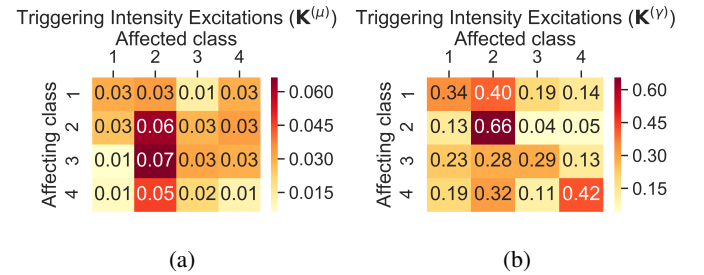 Triggering Intensity Excitations (K(μ))
Affected class
1 2 3 4
Affecting class
1 0.03 0.03 0.01 0.03
2 0.03 0.06 0.03 0.03
3 0.01 0.07 0.03 0.03
4 0.01 0.05 0.02 0.01
0.060
0.045
0.030
0.015
(a)
Triggering Intensity Excitations (K(γ))
Affected class
1 2 3 4
Affecting class
1 0.34 0.40 0.19 0.14
2 0.13 0.66 0.04 0.05
3 0.23 0.28 0.29 0.13
4 0.19 0.32 0.11 0.42
0.60
0.45
0.30
0.15
(b)